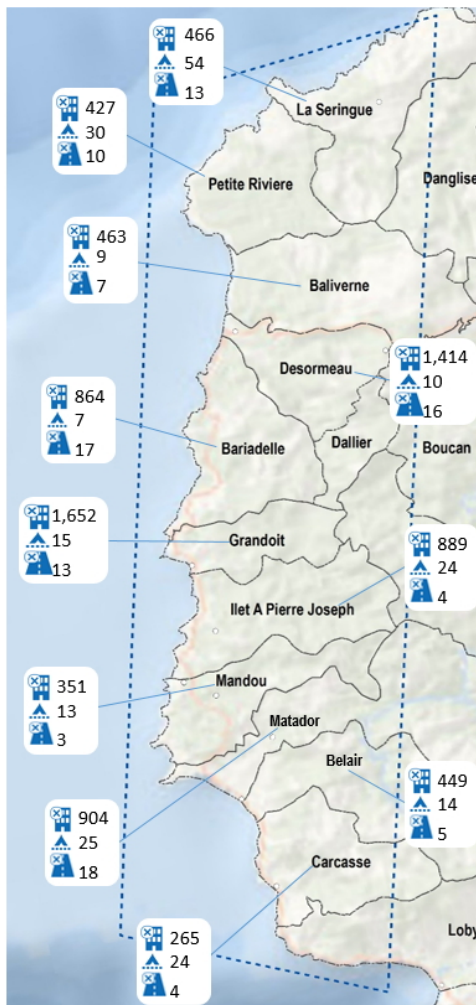 466
54
13
La Seringue
427
30
10
Petite Riviere
Danglise
463
9
7
Baliverne
Desormeau
1,414
10
16
864
7
17
Bariadelle
Dallier
Boucan
1,652
15
13
Grandoit
889
24
4
Ilet A Pierre Joseph
351
13
3
Mandou
Matador
Belair
449
14
5
904
25
18
Carcasse
265
24
4
Loby